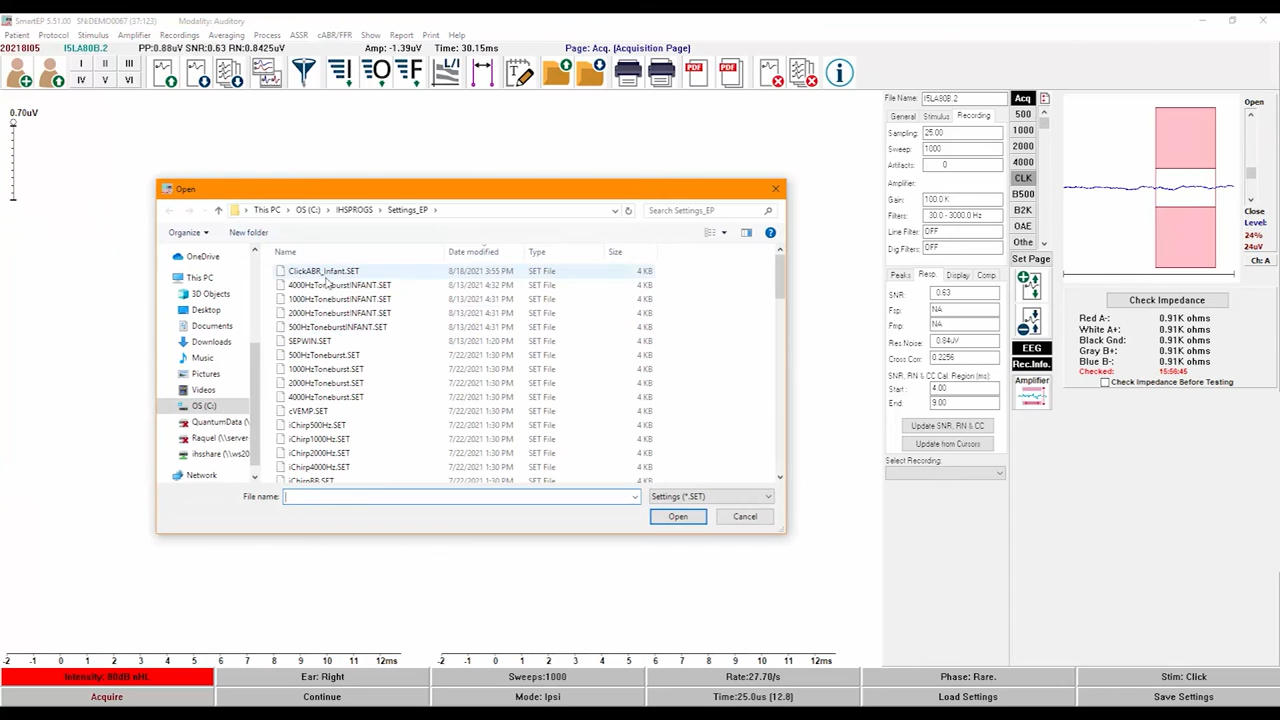 SmartEP 5.51.00 SN:DEMO0067 (37:123) Modality: Auditory
Patient Protocol Stimulus Amplifier Recordings Averaging Process ASSR cABR/FFR Show Report Print Help
20218I05 I5LA80B.2 PP:0.88uV SNR:0.63 RN:0.8425uV Amp: -1.39uV Time: 30.15ms Page: Acq. (Acquisition Page)
I II III
IV V VI
0.70uV
File Name: I5LA80B.2
General Stimulus Recording
Sampling: 25.00
Sweep: 1000
Artifacts: 0
Amplifier:
Gain: 100.0 K
Filters: 30.0 - 3000.0 Hz
Line Filter: OFF
Dig Filters: OFF
Peaks Resp. Display Comp.
SNR: 0.63
Fsp: NA
Fmp: NA
Res.Noise: 0.84uV
Cross Corr: 0.2256
SNR, RN & CC Cal. Region (ms)
Start : 4.00
End: 9.00
Update SNR, RN & CC
Update from Cursors
Select Recording:
Acq
500
1000
2000
4000
CLK
B500
B2K
OAE
Othe
Set Page
EEG
Rec.Info.
Amplifier
Open
Close
Level:
24%
24uV
Ch: A
Check Impedance
Red A-: 0.91K ohms
White A+: 0.91K ohms
Black Gnd: 0.91K ohms
Gray B+: 0.91K ohms
Blue B-: 0.91K ohms
Checked: 15:56:45
Check Impedance Before Testing
Open
This PC > OS (C:) > IHSPROGS > Settings_EP >
Search Settings_EP
Organize New folder
OneDrive
This PC
3D Objects
Desktop
Documents
Downloads
Music
Pictures
Videos
OS (C:)
QuantumData (\\
Raquel (\\server-
ihsshare (\\ws20
Network
Name Date modified Type Size
ClickABR_Infant.SET 8/18/2021 3:55 PM SET File 4 KB
4000HzToneburstINFANT.SET 8/13/2021 4:32 PM SET File 4 KB
1000HzToneburstINFANT.SET 8/13/2021 4:31 PM SET File 4 KB
2000HzToneburstINFANT.SET 8/13/2021 4:31 PM SET File 4 KB
500HzToneburstINFANT.SET 8/13/2021 4:31 PM SET File 4 KB
SEPWIN.SET 8/13/2021 1:20 PM SET File 4 KB
500HzToneburst.SET 7/22/2021 1:30 PM SET File 4 KB
1000HzToneburst.SET 7/22/2021 1:30 PM SET File 4 KB
2000HzToneburst.SET 7/22/2021 1:30 PM SET File 4 KB
4000HzToneburst.SET 7/22/2021 1:30 PM SET File 4 KB
cVEMP.SET 7/22/2021 1:30 PM SET File 4 KB
iChirp500Hz.SET 7/22/2021 1:30 PM SET File 4 KB
iChirp1000Hz.SET 7/22/2021 1:30 PM SET File 4 KB
iChirp2000Hz.SET 7/22/2021 1:30 PM SET File 4 KB
iChirp4000Hz.SET 7/22/2021 1:30 PM SET File 4 KB
iChirpBB.SET 7/22/2021 1:30 PM SET File 4 KB
File name: Settings (*.SET)
Open Cancel
-2 -1 0 1 2 3 4 5 6 7 8 9 10 11 12ms -2 -1 0 1 2 3 4 5 6 7 8 9 10 11 12ms
Intensity: 80dB nHL Ear: Right Sweeps:1000 Rate:27.70/s Phase: Rare. Stim: Click
Acquire Continue Mode: Ipsi Time:25.0us [12.8] Load Settings Save Settings